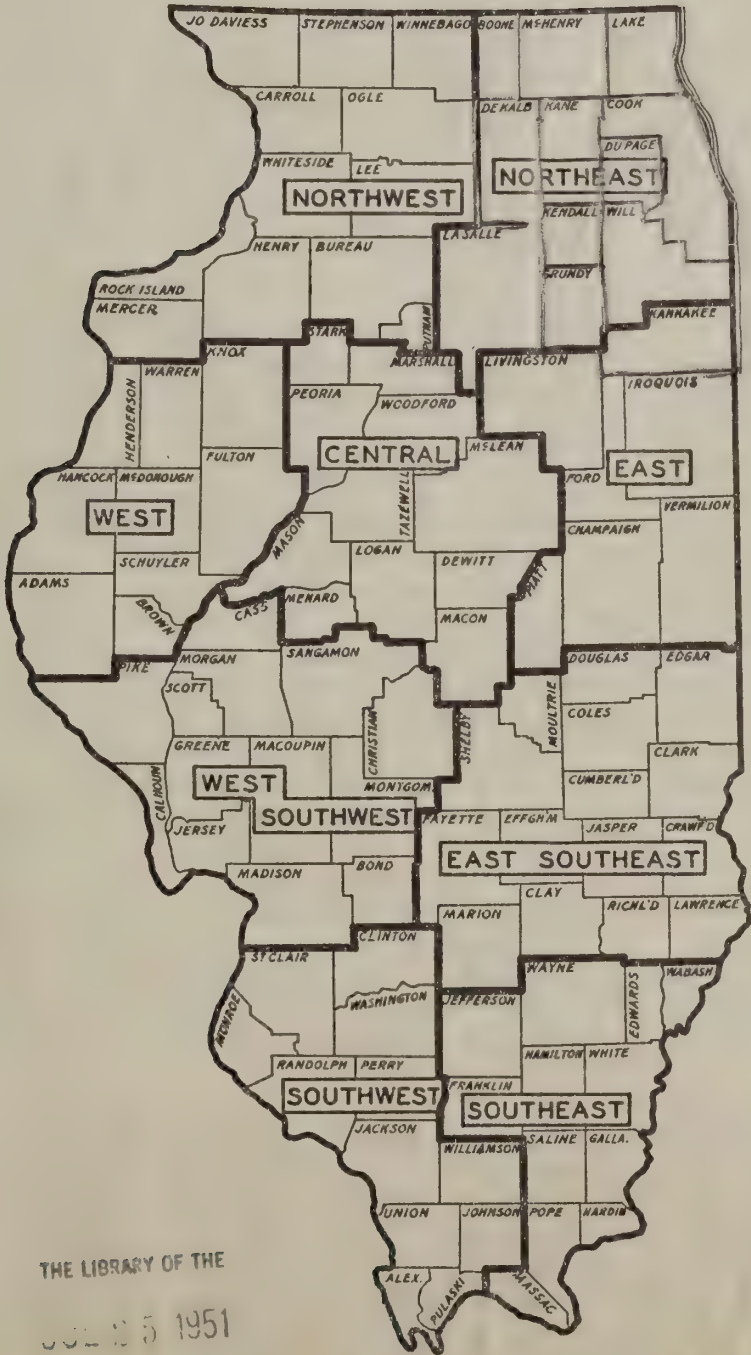 JO DAVIESS STEPHENSON WINNEBAGO BOONE McHENRY LAKE
CARROLL OGLE DEKALB KANE COOK
DU PAGE
WHITESIDE LEE
NORTHWEST NORTHEAST
KENDALL WILL
HENRY BUREAU LASALLE
GRUNDY
ROCK ISLAND
MERCER
KANKAKEE
STARK PUTNAM
KNOX MARSHALL LIVINGSTON
WARREN
HENDERSON
PEORIA IROQUOIS
WOODFORD
FULTON CENTRAL McLEAN
HANCOCK McDONOUGH TAZEWELL FORD EAST
WEST
VERMILION
MASON CHAMPAIGN
SCHUYLER LOGAN DEWITT
ADAMS
BROWN CASS MENARD PIATT
MACON
PIKE MORGAN SANGAMON DOUGLAS EDGAR
SCOTT MOULTRIE
CHRISTIAN SHELBY COLES
GREENE MACOUPIN CLARK
CALHOUN WEST MONTGOM. CUMBERL'D
SOUTHWEST
JERSEY FAYETTE EFFGH'M JASPER CRAWF'D
EAST SOUTHEAST
MADISON BOND
CLAY RICHL'D LAWRENCE
MARION
CLINTON
ST CLAIR WAYNE WABASH
EDWARDS
MONROE WASHINGTON JEFFERSON
RANDOLPH PERRY HAMILTON WHITE
SOUTHWEST FRANKLIN SOUTHEAST
JACKSON WILLIAMSON SALINE GALLA.
UNION JOHNSON POPE HARDIN
ALEX. PULASKI MASSAC
THE LIBRARY OF THE
5 1951